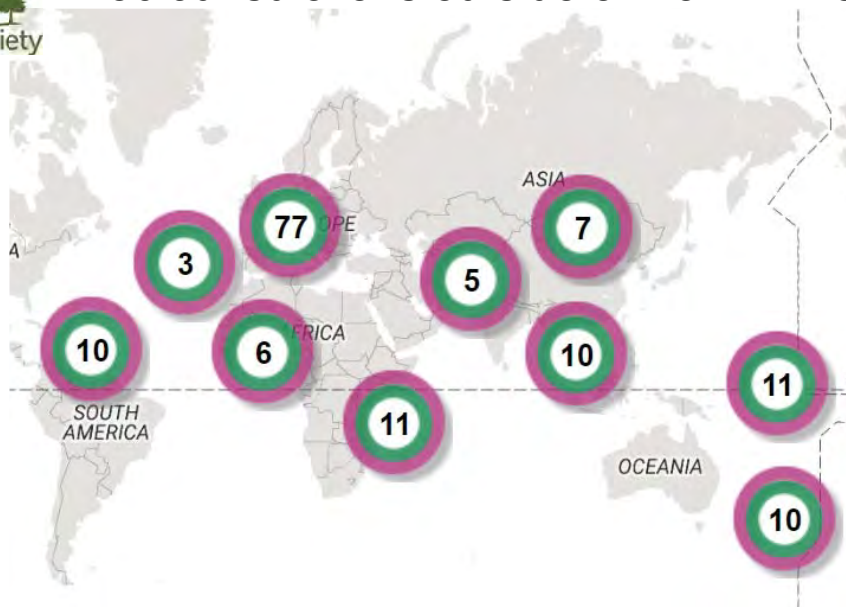 iety
ASIA
77
OPE
7
3
A
5
FRICA
10
6
10
11
SOUTH
AMERICA
11
OCEANIA
10